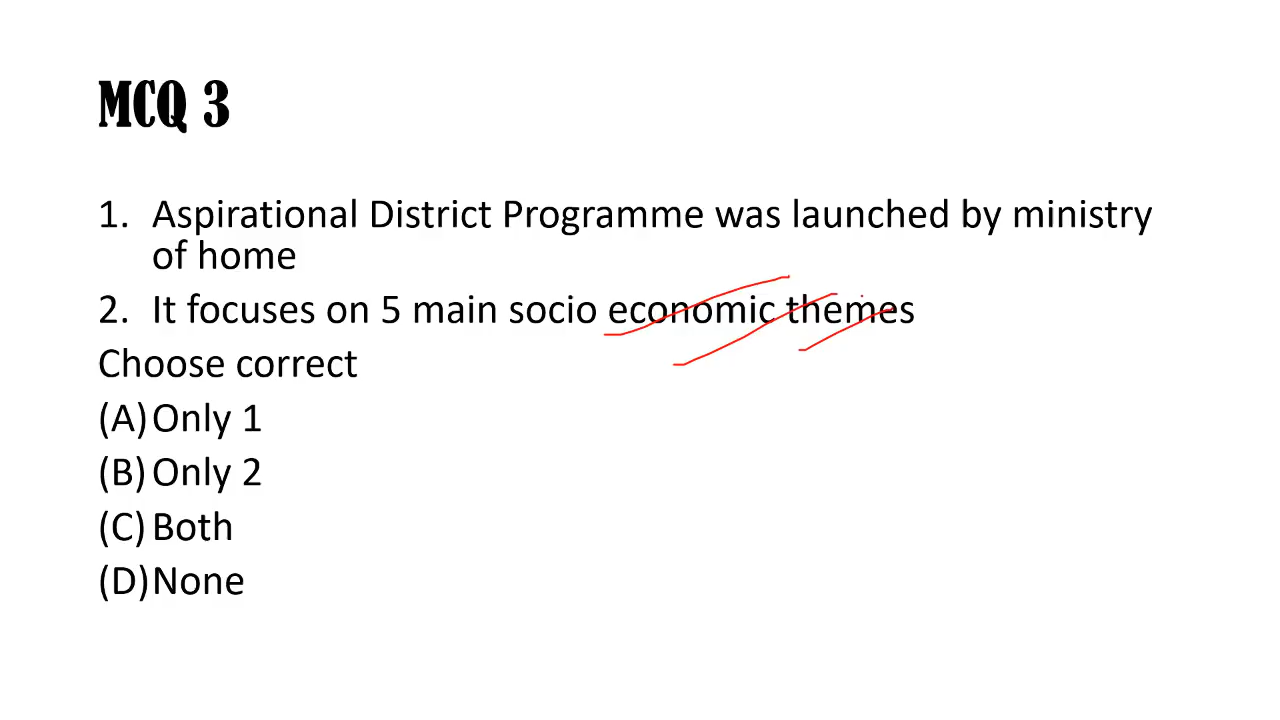 MCQ 3
1. Aspirational District Programme was launched by ministry
of home
2. It focuses on 5 main socio economic themes
Choose correct
(A) Only 1
(B) Only 2
(C) Both
(D) None